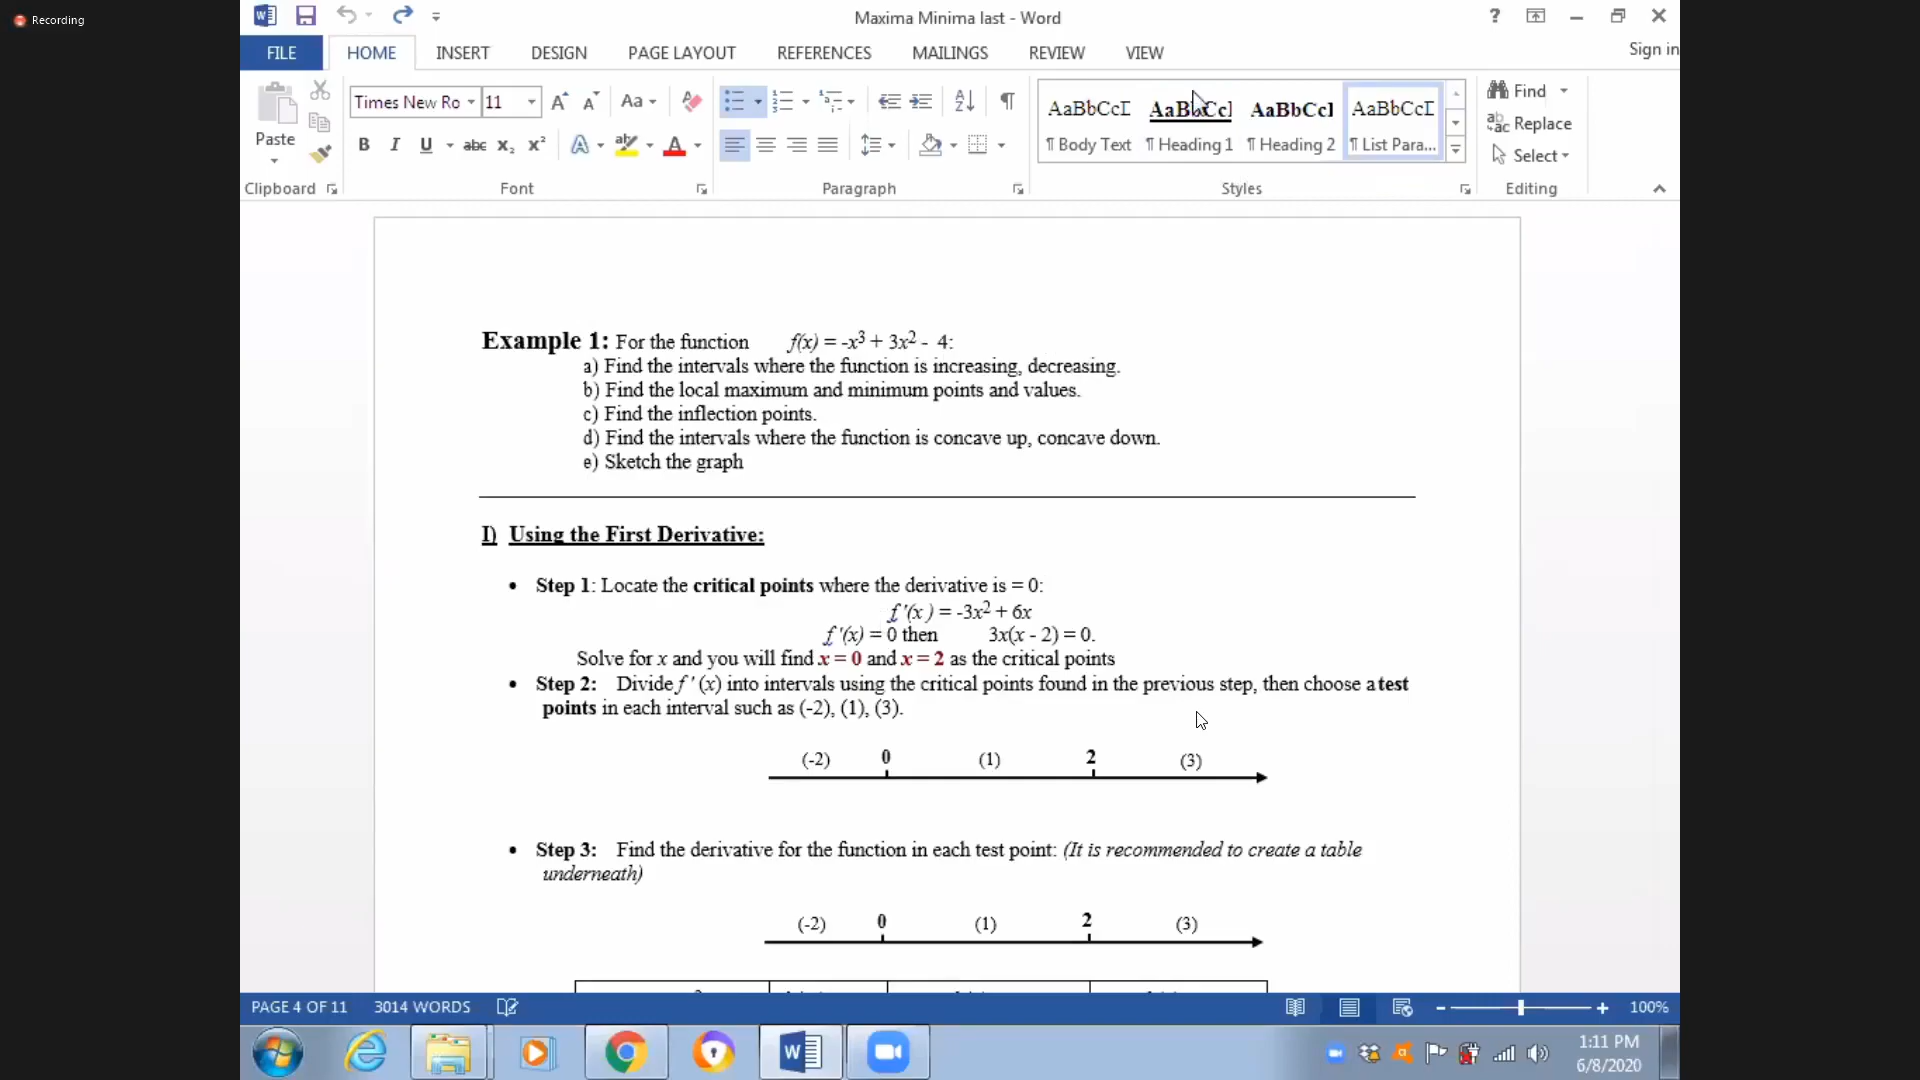 Recording
Maxima Minima last - Word
?
FILE HOME INSERT DESIGN PAGE LAYOUT REFERENCES MAILINGS REVIEW VIEW Sign in
Paste
Times New Ro 11 Aa
B I U abc x₂ x² A A
AaBbCcI AaBbCcI AaBbCcI AaBbCcI
¶ Body Text ¶ Heading 1 ¶ Heading 2 ¶ List Para...
Find
Replace
Select
Clipboard Font Paragraph Styles Editing
Example 1: For the function f(x) = -x³ + 3x² - 4:
a) Find the intervals where the function is increasing, decreasing.
b) Find the local maximum and minimum points and values.
c) Find the inflection points.
d) Find the intervals where the function is concave up, concave down.
e) Sketch the graph
I) Using the First Derivative:
• Step 1: Locate the critical points where the derivative is = 0:
f '(x ) = -3x² + 6x
f '(x) = 0 then 3x(x - 2) = 0.
Solve for x and you will find x = 0 and x = 2 as the critical points
• Step 2: Divide f ' (x) into intervals using the critical points found in the previous step, then choose a test
points in each interval such as (-2), (1), (3).
(-2) 0 (1) 2 (3)
• Step 3: Find the derivative for the function in each test point: (It is recommended to create a table
underneath)
(-2) 0 (1) 2 (3)
PAGE 4 OF 11 3014 WORDS 100%
1:11 PM
6/8/2020